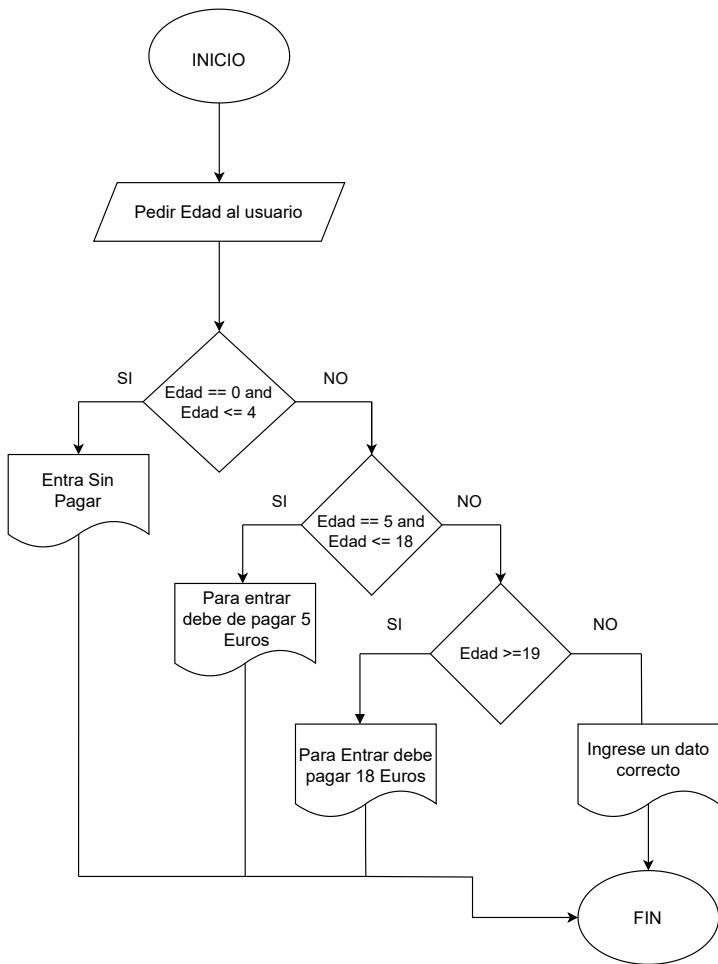 INICIO
Pedir Edad al usuario
SI
NO
Edad == 0 and
Edad <= 4
Entra Sin
Pagar
SI
NO
Edad == 5 and
Edad <= 18
Para entrar
debe de pagar 5
Euros
SI
NO
Edad >=19
Para Entrar debe
pagar 18 Euros
Ingrese un dato
correcto
FIN